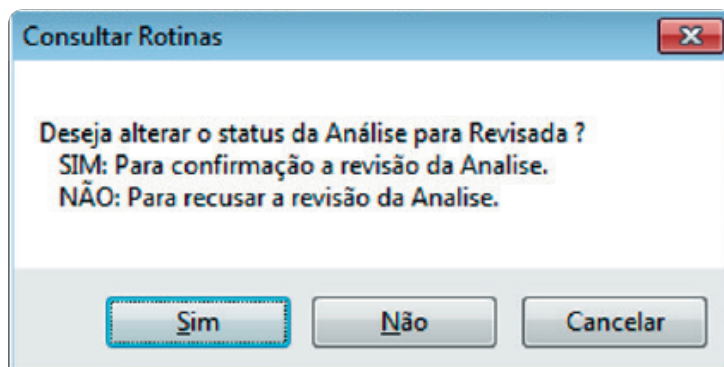 Consultar Rotinas
Deseja alterar o status da Análise para Revisada ?
SIM: Para confirmação a revisão da Analise.
NÃO: Para recusar a revisão da Analise.
Sim Não Cancelar